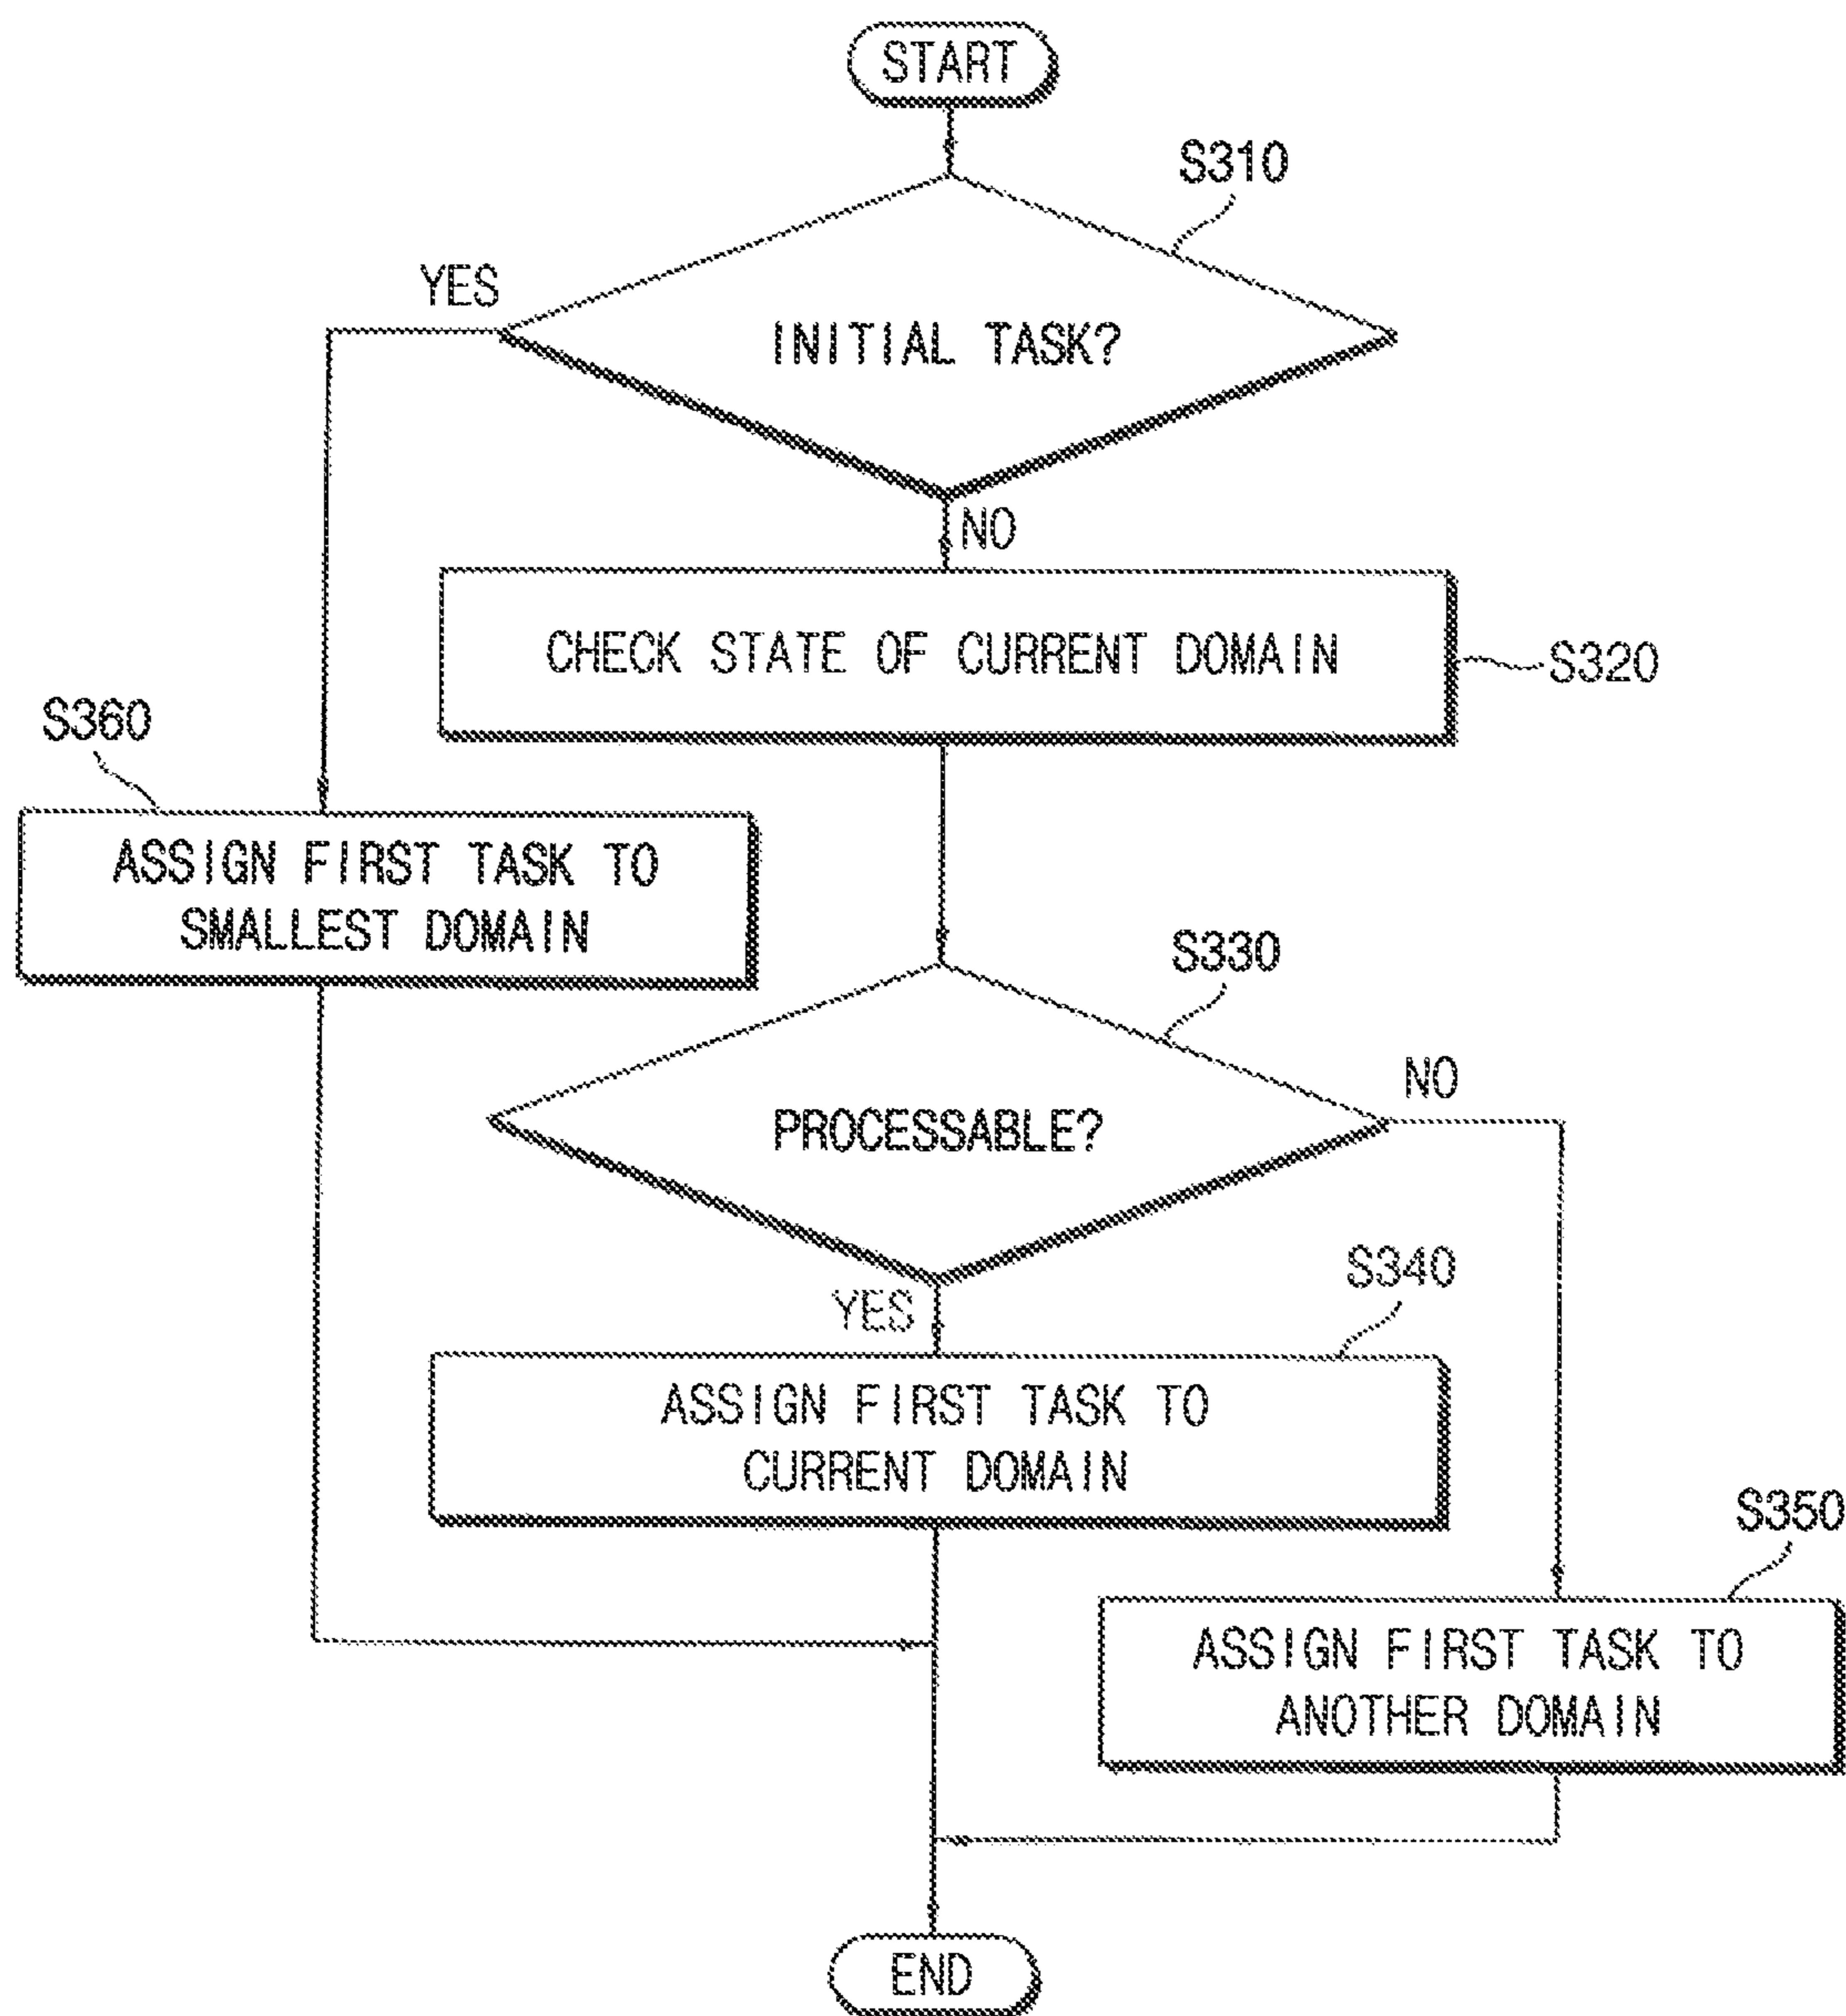 START
S310
YES
INITIAL TASK?
NO
CHECK STATE OF CURRENT DOMAIN
S320
S360
ASSIGN FIRST TASK TO
SMALLEST DOMAIN
S330
NO
PROCESSABLE?
S340
YES
ASSIGN FIRST TASK TO
CURRENT DOMAIN
S350
ASSIGN FIRST TASK TO
ANOTHER DOMAIN
END